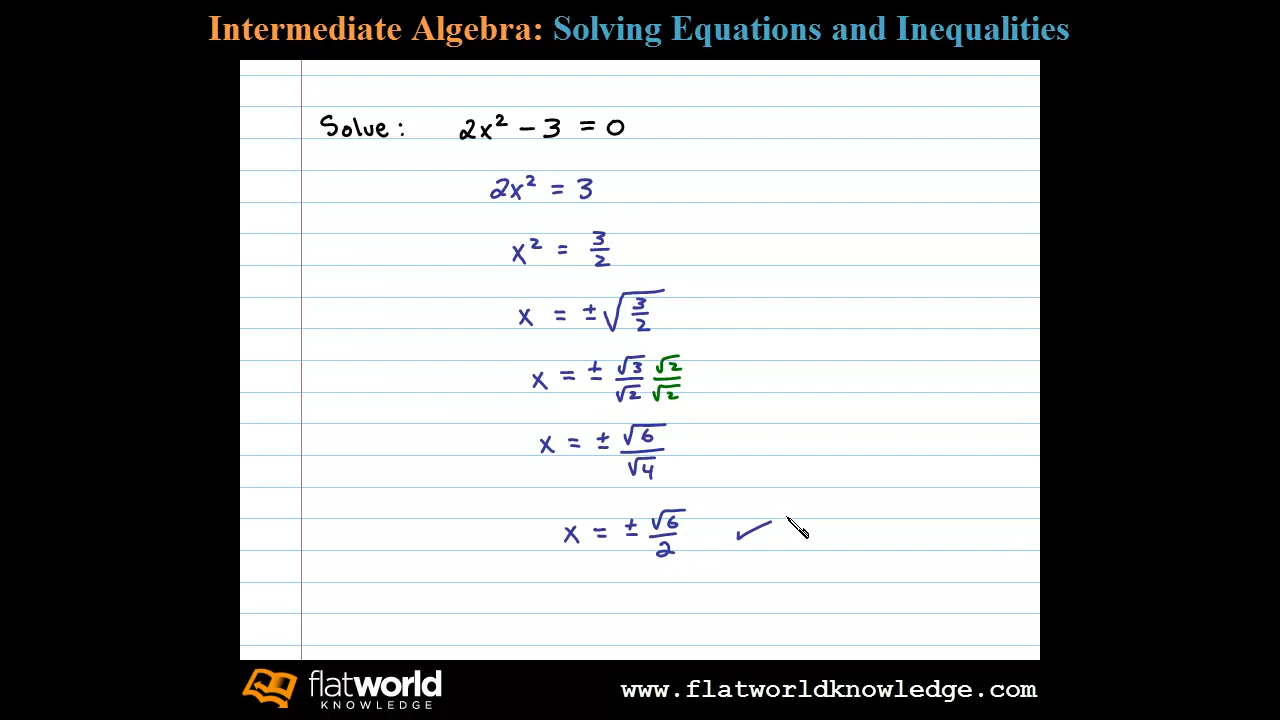 Intermediate Algebra: Solving Equations and Inequalities
Solve: 2x² - 3 = 0
2x² = 3
x² = 3/2
x = ±√(3/2)
x = ± √3/√2 √2/√2
x = ± √6/√4
x = ± √6/2 ✓
flatworld
KNOWLEDGE
www.flatworldknowledge.com